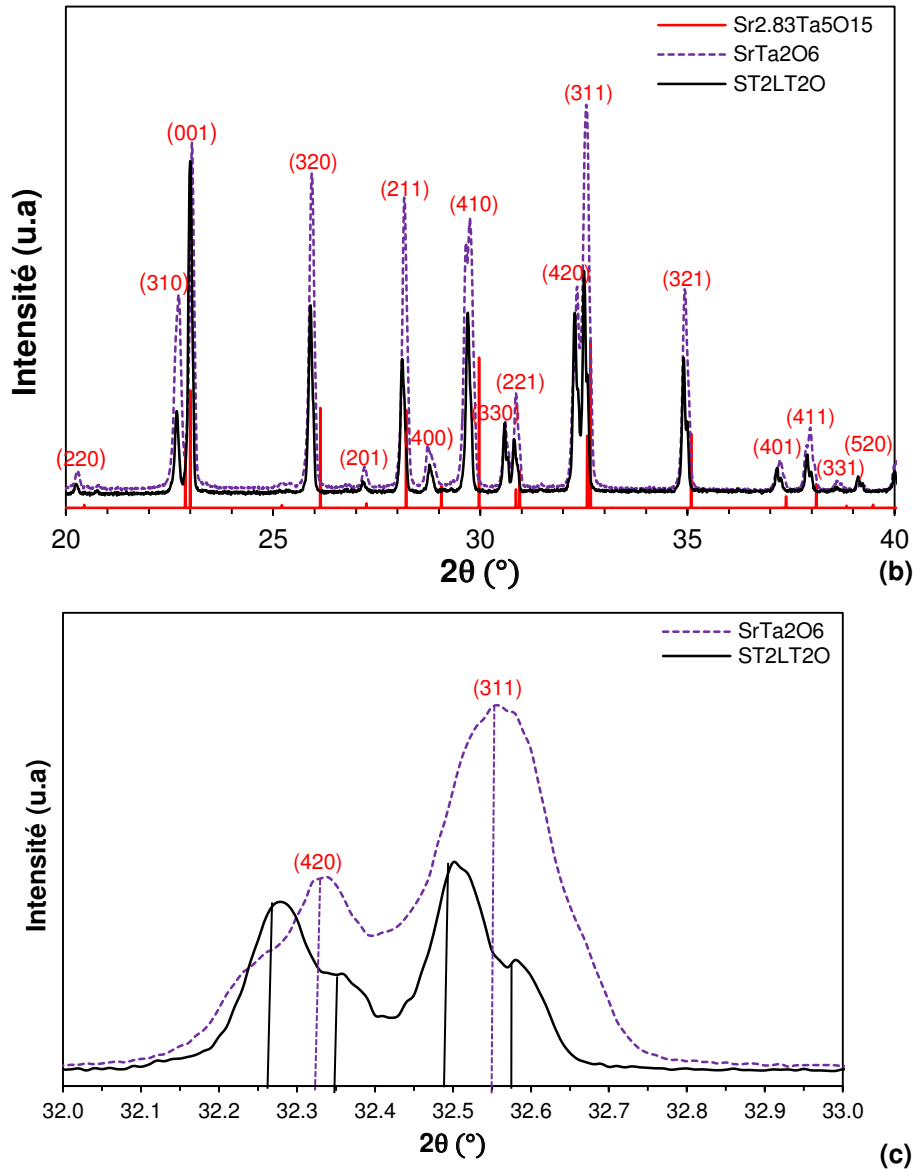 Sr2.83Ta5O15
SrTa2O6
ST2LT2O
(311)
(001)
(320)
(211)
(410)
(310)
(420)
(321)
(221)
(330)
(400)
(411)
(220)
(201)
(401)
(331)
(520)
Intensité (u.a)
20 25 30 35 40
2θ (°)
(b)
SrTa2O6
ST2LT2O
(311)
(420)
Intensité (u.a)
32.0 32.1 32.2 32.3 32.4 32.5 32.6 32.7 32.8 32.9 33.0
2θ (°)
(c)